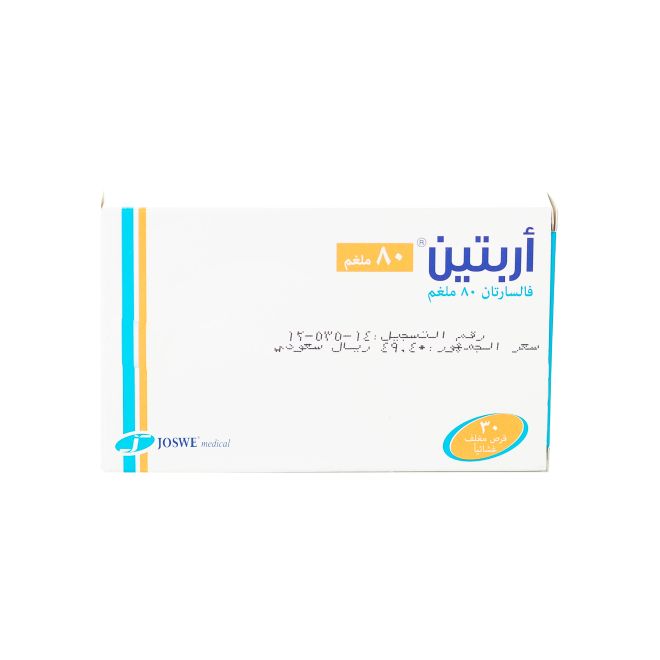 أربتين® ٨٠ ملغم
فالسارتان ٨٠ ملغم
رقم التسجيل:١٤-٥٣٥-١٢
سعر الجمهور:٤٩,٤٠ ريال سعودي
٣٠
قرص مغلف
غشائيا
JOSWE® medical